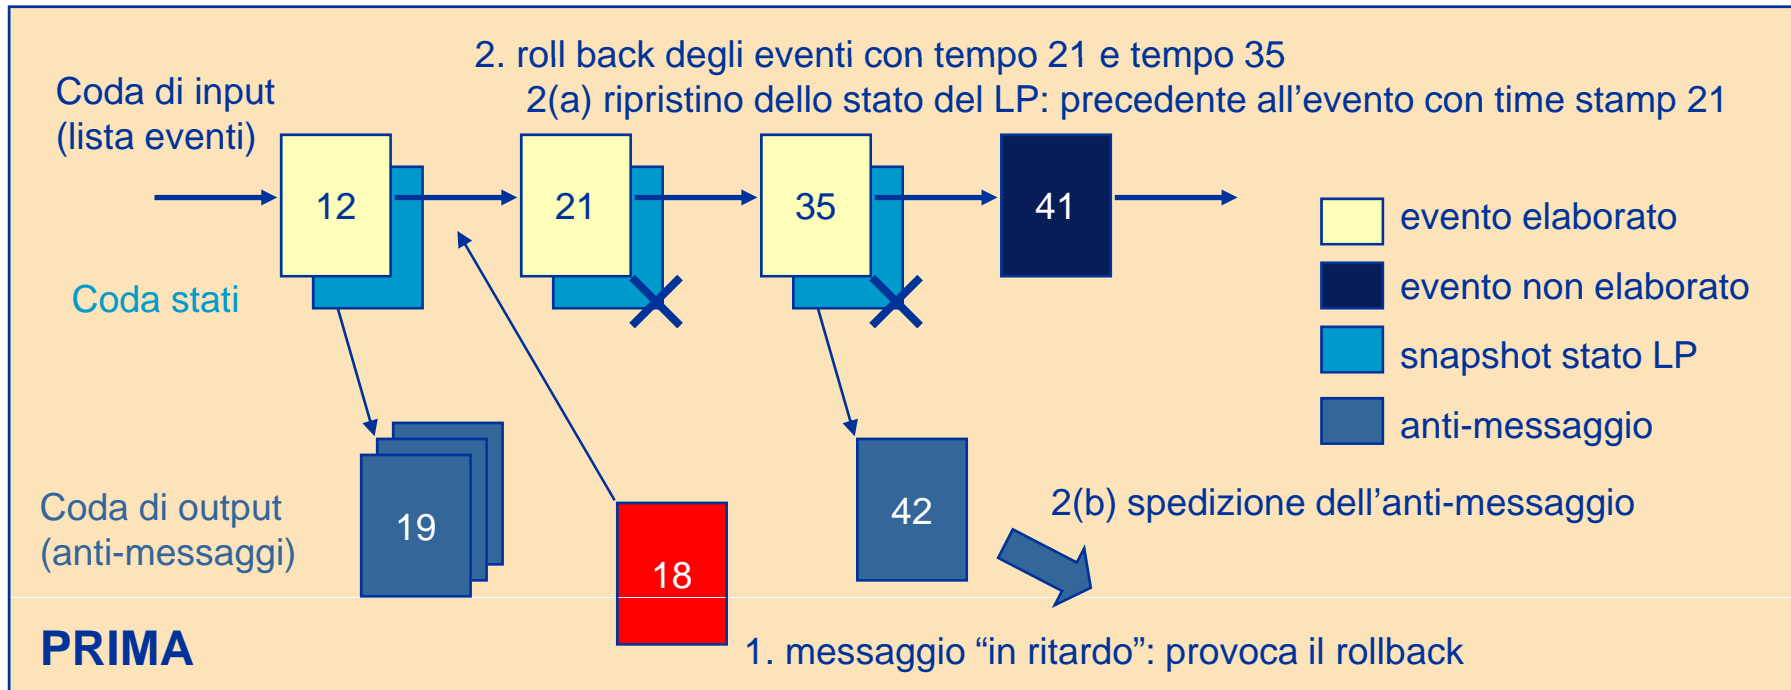 2. roll back degli eventi con tempo 21 e tempo 35
2(a) ripristino dello stato del LP: precedente all’evento con time stamp 21
Coda di input
(lista eventi)
12
21
35
41
Coda stati
evento elaborato
evento non elaborato
snapshot stato LP
anti-messaggio
Coda di output
(anti-messaggi)
19
18
42
2(b) spedizione dell’anti-messaggio
PRIMA
1. messaggio “in ritardo”: provoca il rollback